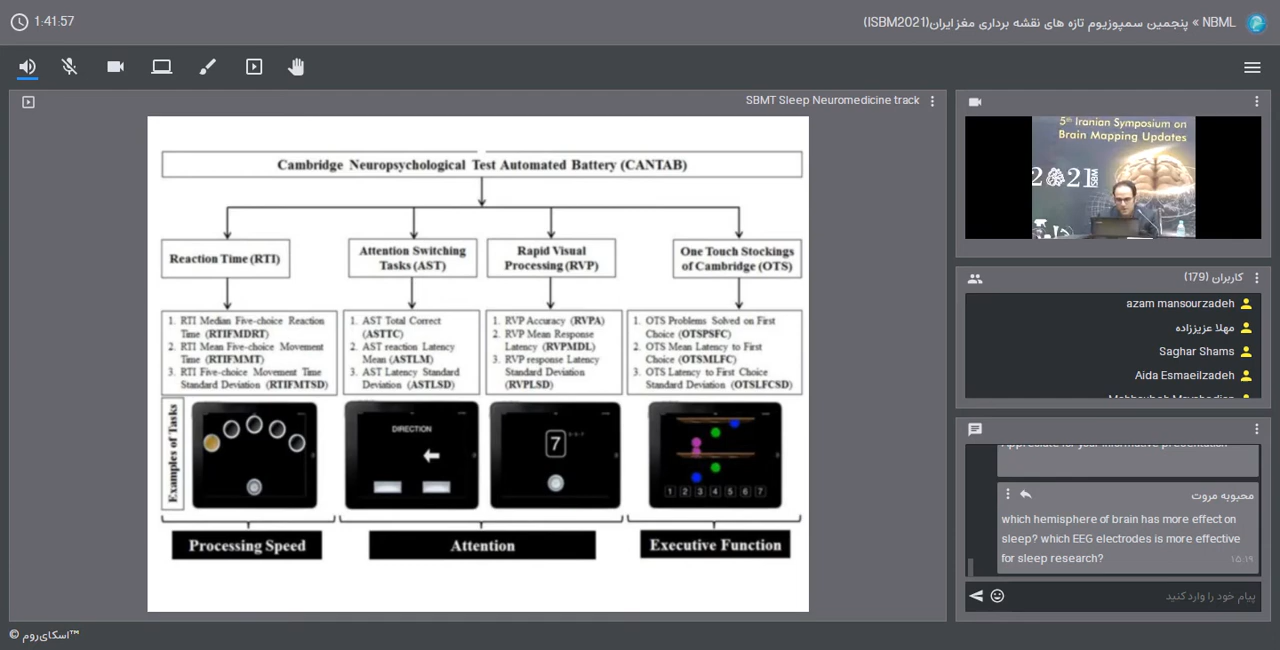 1:41:57
NBML » پنجمین سمپوزیوم تازه های نقشه برداری مغز ایران(ISBM2021)
SBMT Sleep Neuromedicine track
Cambridge Neuropsychological Test Automated Battery (CANTAB)
Reaction Time (RTI)
Attention Switching
Tasks (AST)
Rapid Visual
Processing (RVP)
One Touch Stockings
of Cambridge (OTS)
1. RTI Median Five-choice Reaction
Time (RTIFMDRT)
2. RTI Mean Five-choice Movement
Time (RTIFMMT)
3. RTI Five-choice Movement Time
Standard Deviation (RTIFMTSD)
1. AST Total Correct
(ASTTC)
2. AST reaction Latency
Mean (ASTLM)
3. AST Latency Standard
Deviation (ASTLSD)
1. RVP Accuracy (RVPA)
2. RVP Mean Response
Latency (RVPMDL)
3. RVP response Latency
Standard Deviation
(RVPLSD)
1. OTS Problems Solved on First
Choice (OTSPSFC)
2. OTS Mean Latency to First
Choice (OTSMLFC)
3. OTS Latency to First Choice
Standard Deviation (OTSLFCSD)
Examples of Tasks
DIRECTION
7
1 2 3 4 5 6 7
Processing Speed
Attention
Executive Function
5th Iranian Symposium on
Brain Mapping Updates
2021 ISBM
کاربران (179)
azam mansourzadeh
مهلا عزیززاده
Saghar Shams
Aida Esmaeilzadeh
Appreciate for your informative presentation
محبوبه مروت
which hemisphere of brain has more effect on
sleep? which EEG electrodes is more effective
for sleep research?
۱۵:۱۹
پیام خود را وارد کنید
© اسکای‌روم™